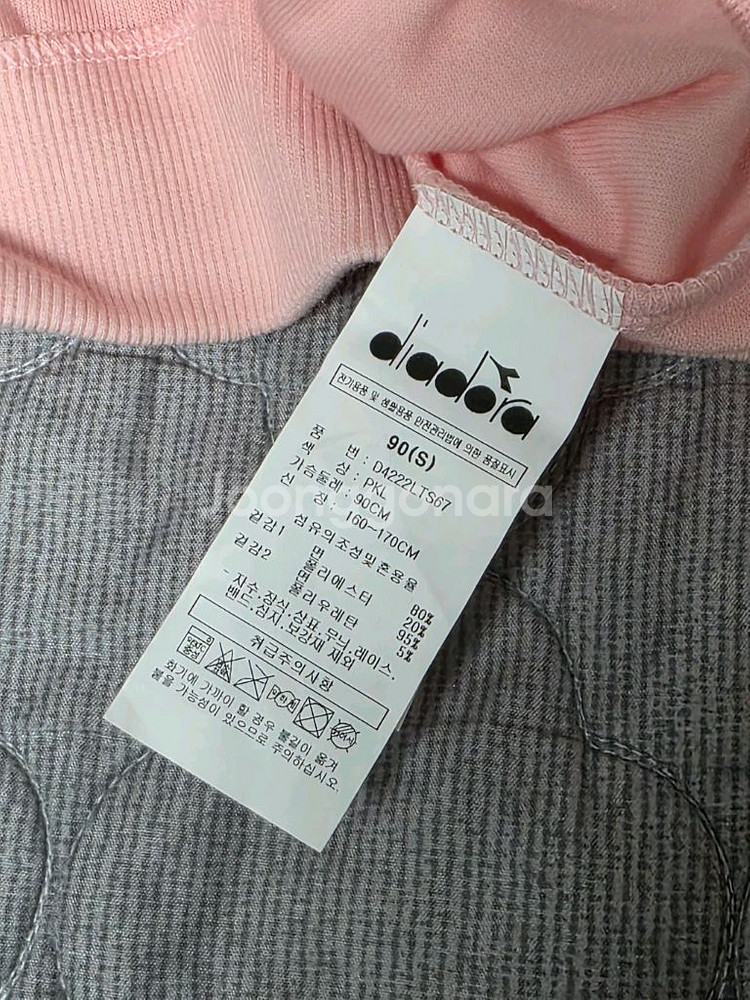 diadora
전기용품 및 생활용품 안전관리법에 의한 품질표시
90(S)
품 번 : D4222LTS67
색 상 : PKL
가슴둘레 : 90CM
신 장 : 160~170CM
섬유의조성및혼용율
겉감1 면 80%
폴리에스터 20%
겉감2 면 95%
폴리우레탄 5%
- 자수,장식,상표,무늬,레이스,
밴드,심지,보강재 제외
취급주의사항
화기에 가까이 할 경우 불길이 옮겨
붙을 가능성이 있으므로 주의하십시오.
Joonggonara